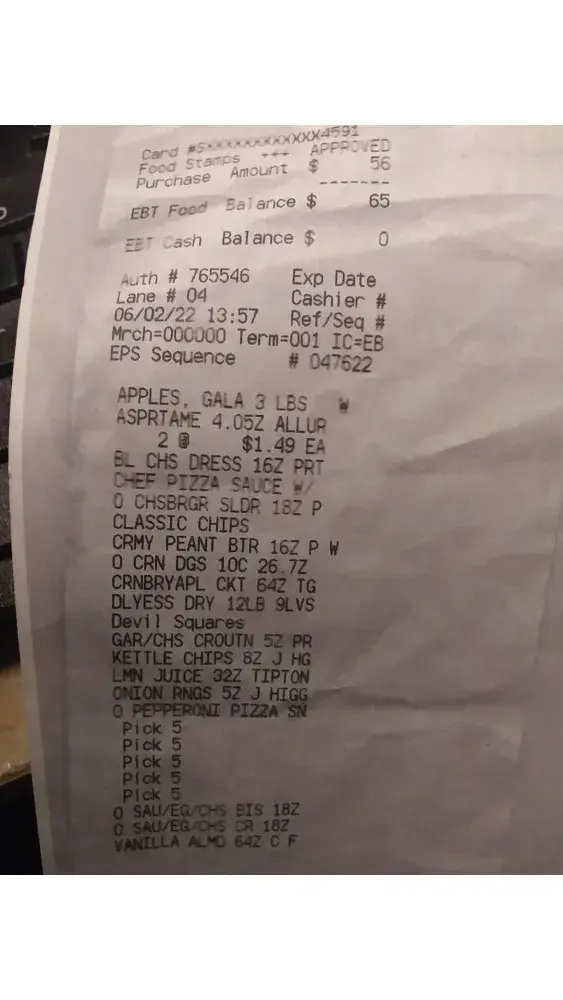 Card #5XXXXXXXXXXXX4591
Food Stamps +++ APPROVED
Purchase Amount $ 56
-------
EBT Food Balance $ 65
EBT Cash Balance $ 0
Auth # 765546 Exp Date
Lane # 04 Cashier #
06/02/22 13:57 Ref/Seq #
Mrch=000000 Term=001 IC=EB
EPS Sequence # 047622
APPLES, GALA 3 LBS W
ASPRTAME 4.05Z ALLUR
2 @ $1.49 EA
BL CHS DRESS 16Z PRT
CHEF PIZZA SAUCE W/
O CHSBRGR SLDR 18Z P
CLASSIC CHIPS
CRMY PEANT BTR 16Z P W
O CRN DGS 10C 26.7Z
CRNBRYAPL CKT 64Z TG
DLYESS DRY 12LB 9LVS
Devil Squares
GAR/CHS CROUTN 5Z PR
KETTLE CHIPS 8Z J HG
LMN JUICE 32Z TIPTON
ONION RNGS 5Z J HIGG
O PEPPERONI PIZZA SN
Pick 5
Pick 5
Pick 5
Pick 5
Pick 5
O SAU/EG/CHS BIS 18Z
O SAU/EG/CHS CR 18Z
VANILLA ALMD 64Z C F